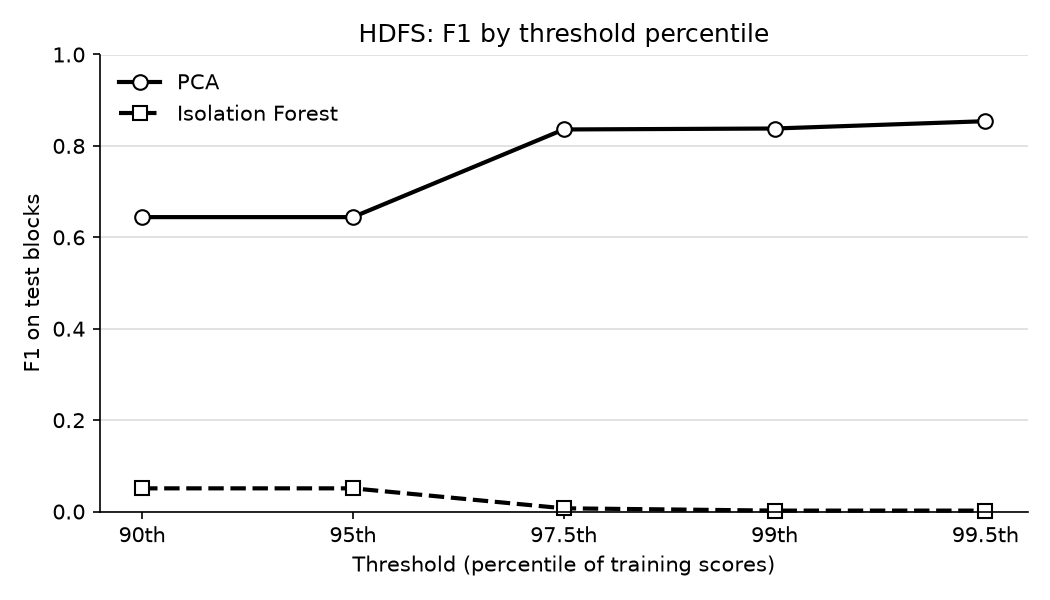 HDFS: F1 by threshold percentile
PCA
Isolation Forest
F1 on test blocks
1.0
0.8
0.6
0.4
0.2
0.0
90th
95th
97.5th
99th
99.5th
Threshold (percentile of training scores)